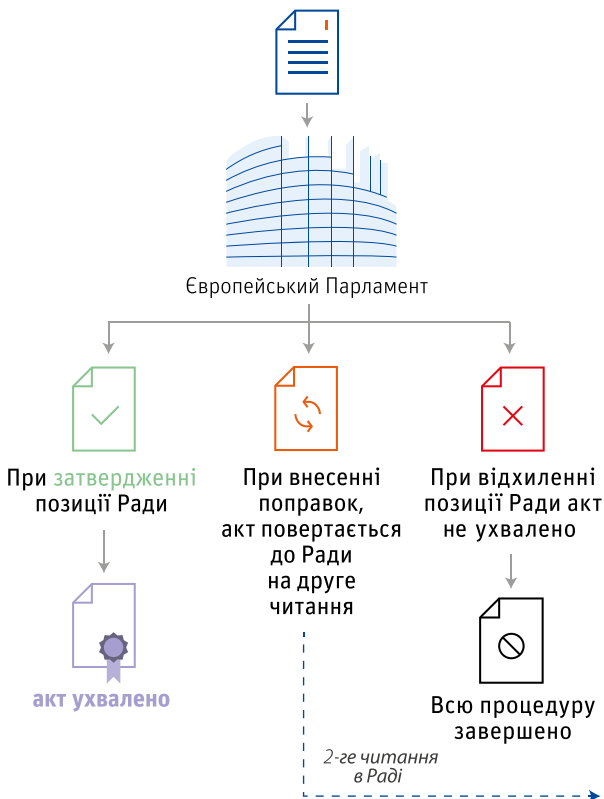 Європейський Парламент
При затвердженні
позиції Ради
акт ухвалено
При внесенні
поправок,
акт повертається
до Ради
на друге
читання
При відхиленні
позиції Ради акт
не ухвалено
Всю процедуру
завершено
2-ге читання
в Раді